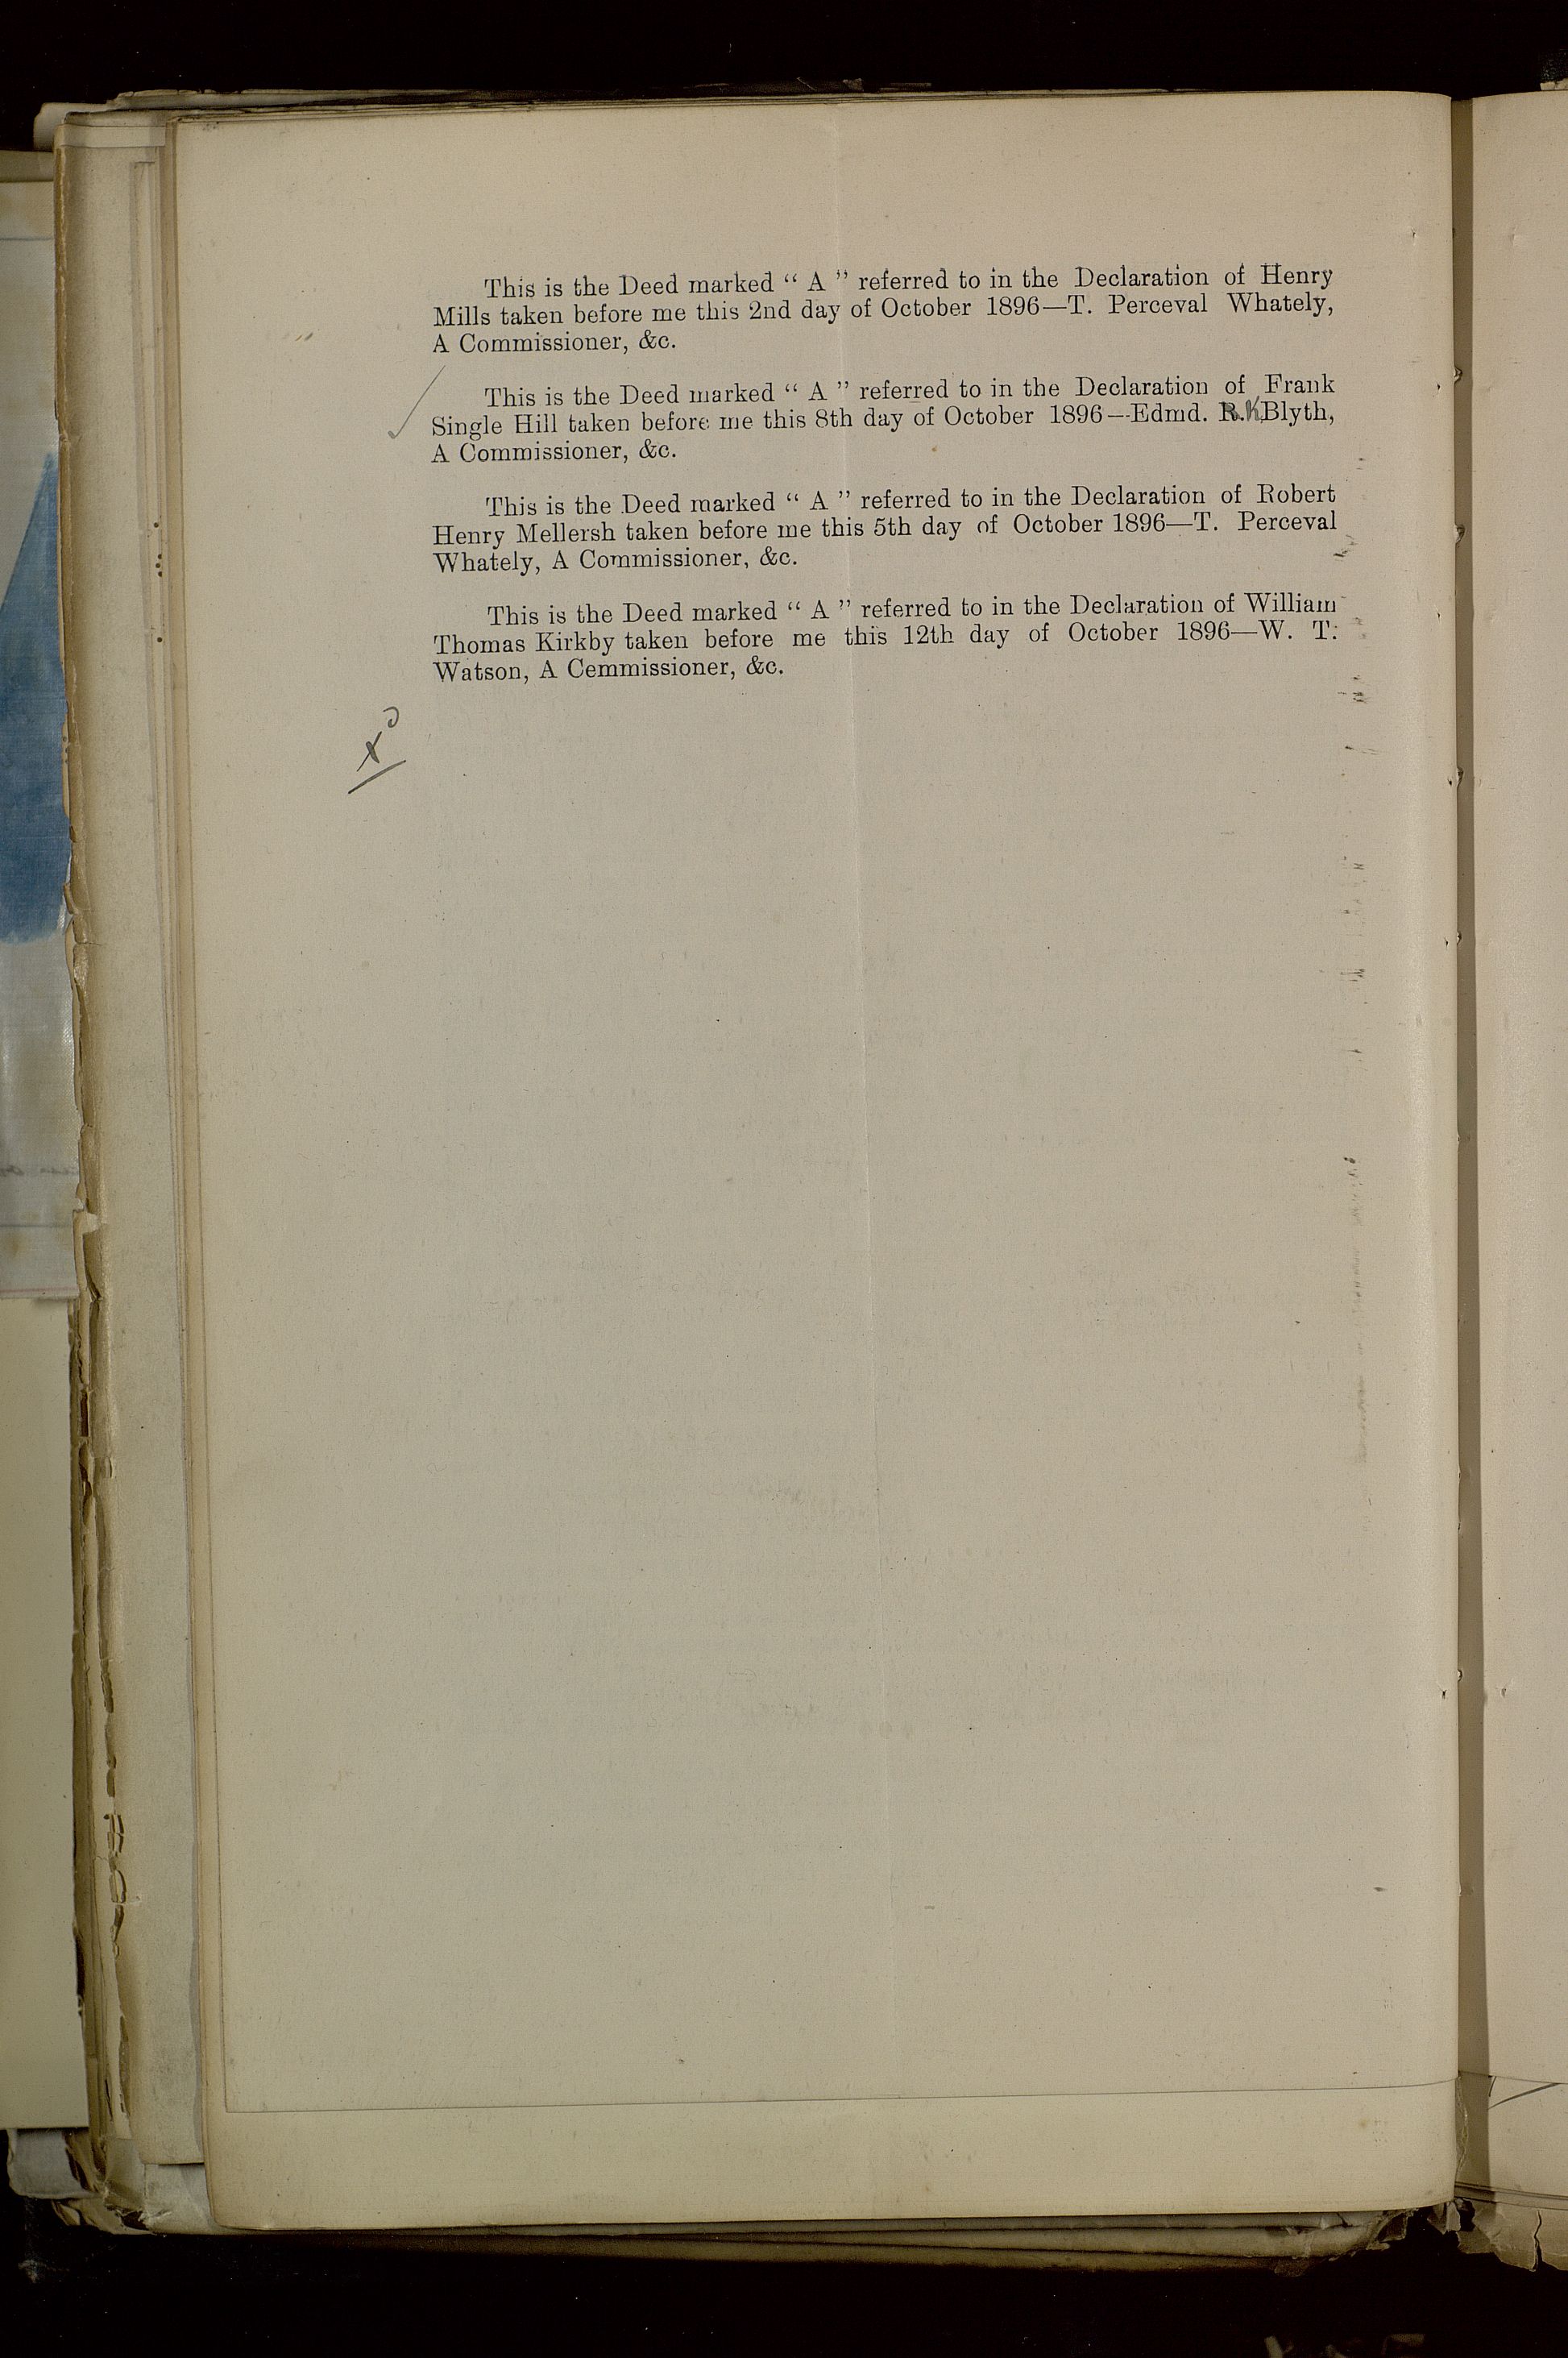 This is the Deed marked “ A ” referred to in the Declaration of Henry
Mills taken before me this 2nd day of October 1896—T. Perceval Whately,
A Commissioner, &c.
This is the Deed marked “ A ” referred to in the Declaration of Frank
Single Hill taken before me this 8th day of October 1896—Edmd. Blyth,
A Commissioner, &c.
This is the Deed marked “ A ” referred to in the Declaration of Robert
Henry Mellersh taken before me this 5th day of October 1896—T. Perceval
Whately, A Commissioner, &c.
This is the Deed marked “ A ” referred to in the Declaration of William
Thomas Kirkby taken before me this 12th day of October 1896—W. T.
Watson, A Cemmissioner, &c.